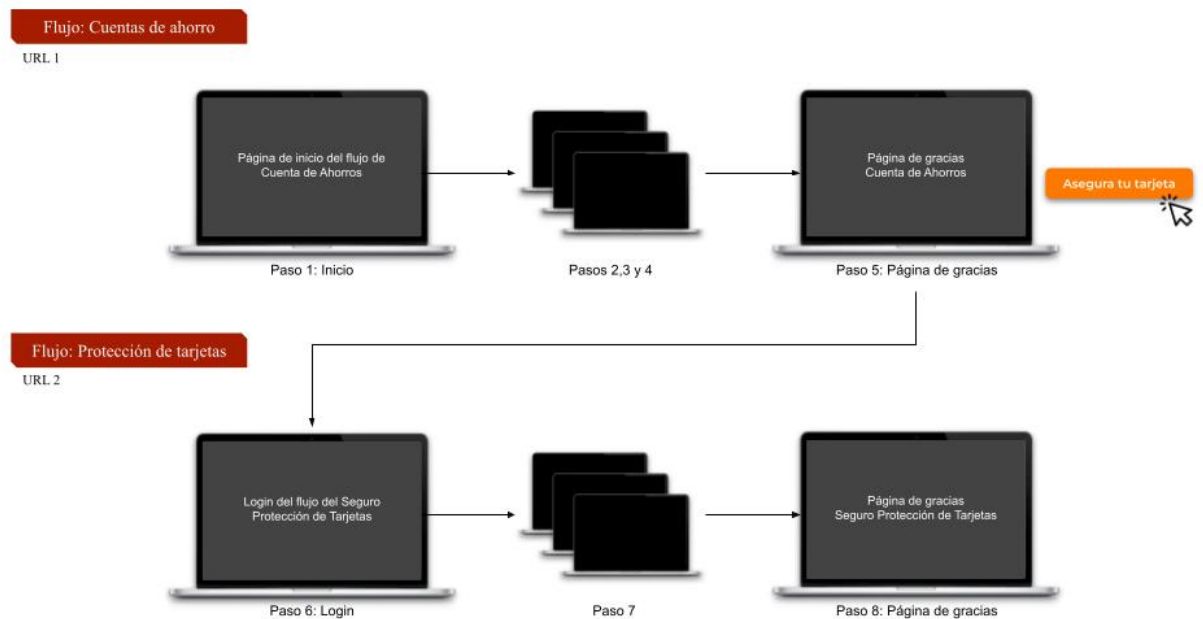 Flujo: Cuentas de ahorro
URL 1
Página de inicio del flujo de
Cuenta de Ahorros
Página de gracias
Cuenta de Ahorros
Asegura tu tarjeta
Paso 1: Inicio
Pasos 2,3 y 4
Paso 5: Página de gracias
Flujo: Protección de tarjetas
URL 2
Login del flujo del Seguro
Protección de Tarjetas
Página de gracias
Seguro Protección de Tarjetas
Paso 6: Login
Paso 7
Paso 8: Página de gracias